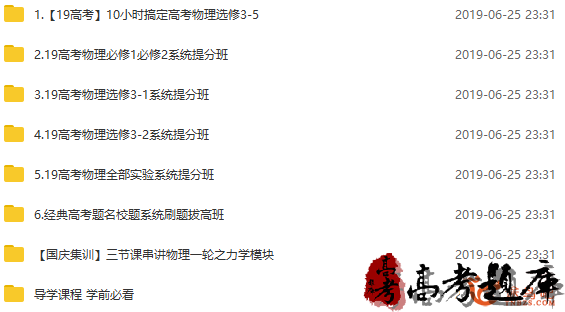 1.【19高考】10小时搞定高考物理选修3-5 2019-06-25 23:31
2.19高考物理必修1必修2系统提分班 2019-06-25 23:31
3.19高考物理选修3-1系统提分班 2019-06-25 23:31
4.19高考物理选修3-2系统提分班 2019-06-25 23:31
5.19高考物理全部实验系统提分班 2019-06-25 23:31
6.经典高考题名校题系统刷题拔高班 2019-06-25 23:31
【国庆集训】三节课串讲物理一轮之力学模块 2019-06-25 23:31
导学课程 学前必看
高考 高考题库